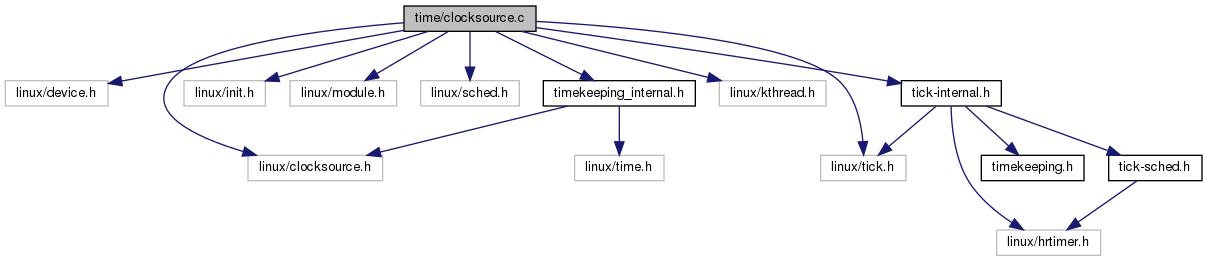 time/clocksource.c
linux/device.h
linux/init.h
linux/module.h
linux/sched.h
timekeeping_internal.h
linux/kthread.h
tick-internal.h
linux/clocksource.h
linux/time.h
linux/tick.h
timekeeping.h
tick-sched.h
linux/hrtimer.h